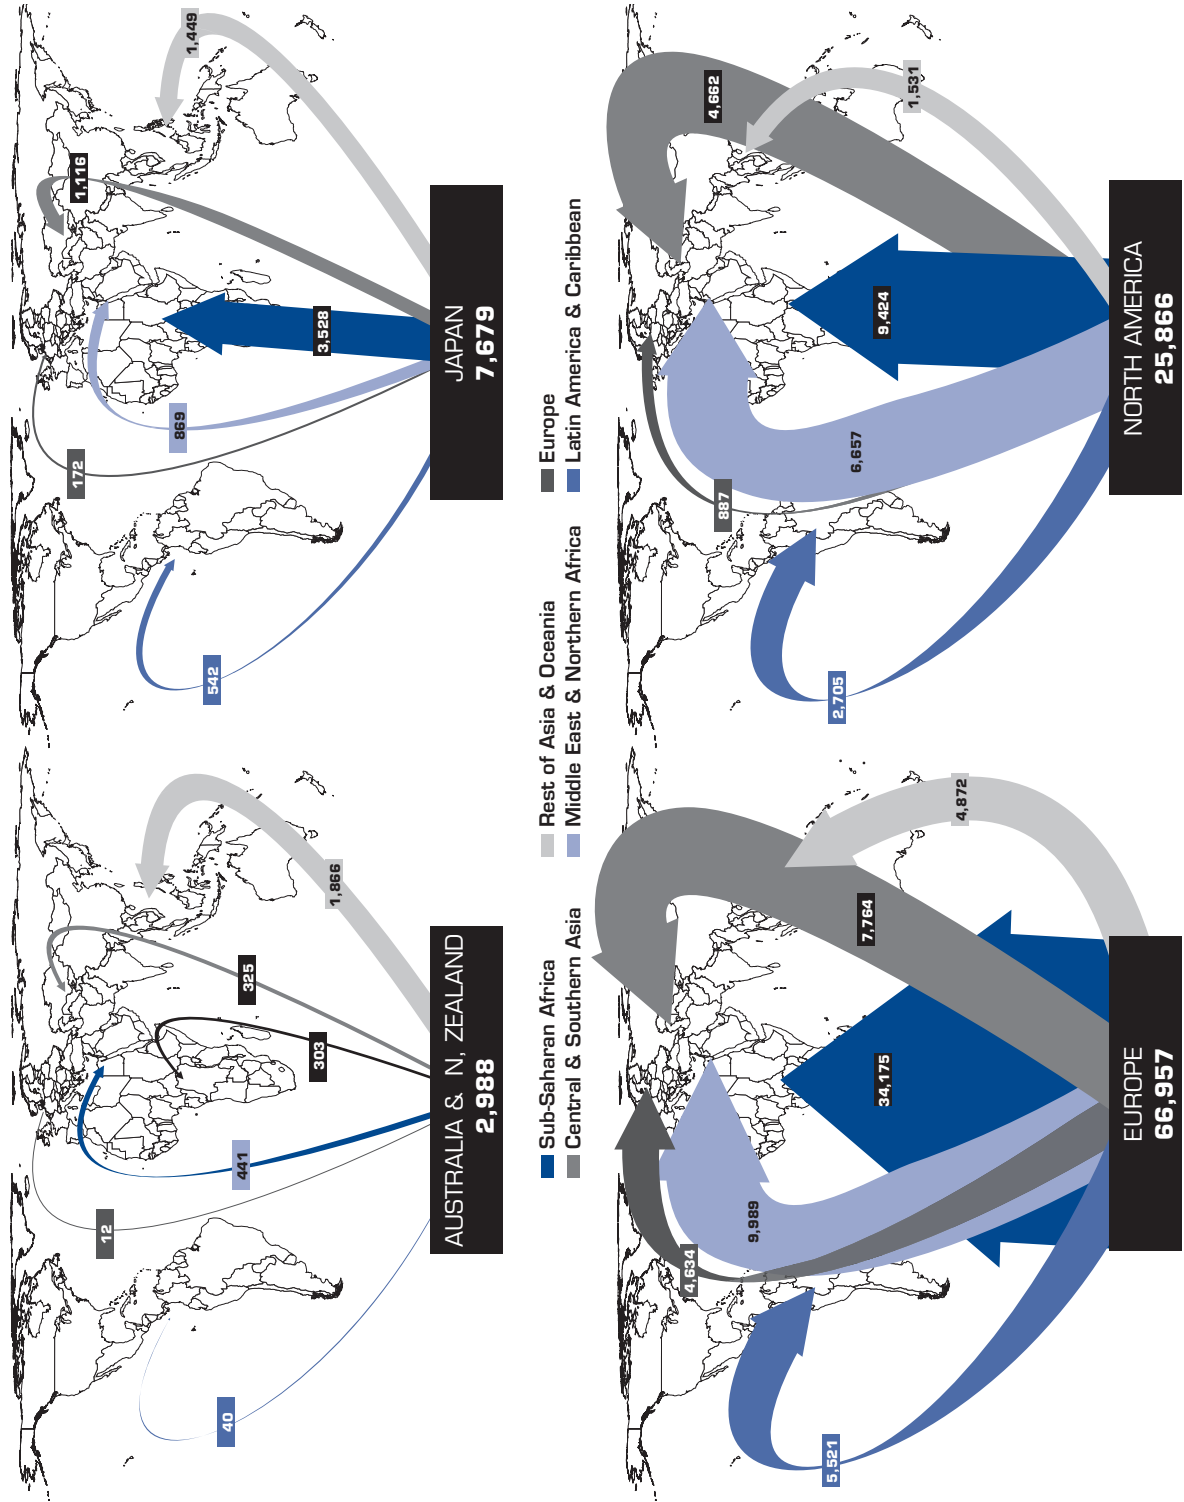 12
441
303
325
1,866
40
AUSTRALIA & N, ZEALAND
2,988
172
869
3,528
1,116
1,449
542
JAPAN
7,679
Sub-Saharan Africa
Rest of Asia & Oceania
Europe
Central & Southern Asia
Middle East & Northern Africa
Latin America & Caribbean
4,634
9,989
34,175
7,764
4,872
5,521
EUROPE
66,957
887
6,657
9,424
4,662
1,531
2,705
NORTH AMERICA
25,866